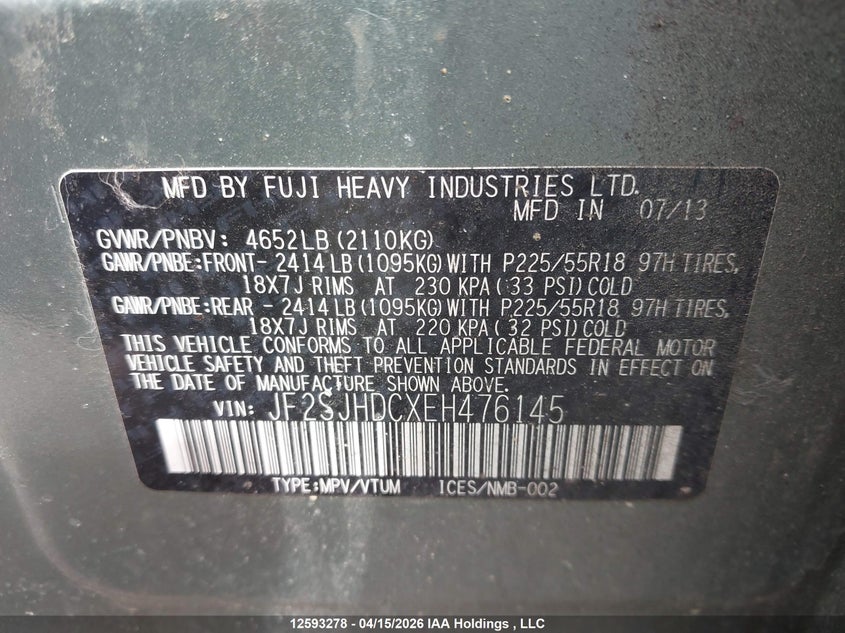 MFD BY FUJI HEAVY INDUSTRIES LTD.
MFD IN 07/13
GVWR/PNBV: 4652LB (2110KG)
GAWR/PNBE:FRONT- 2414LB (1095KG) WITH P225/55R18 97H TIRES,
18X7J RIMS AT 230 KPA ( 33 PSI) COLD
GAWR/PNBE:REAR - 2414LB (1095KG) WITH P225/55R18 97H TIRES,
18X7J RIMS AT 220 KPA ( 32 PSI) COLD
THIS VEHICLE CONFORMS TO ALL APPLICABLE FEDERAL MOTOR
VEHICLE SAFETY AND THEFT PREVENTION STANDARDS IN EFFECT ON
THE DATE OF MANUFACTURE SHOWN ABOVE.
VIN: JF2SJHDCXEH476145
TYPE:MPV/VTUM ICES/NMB-002
12593278 - 04/15/2026 IAA Holdings , LLC